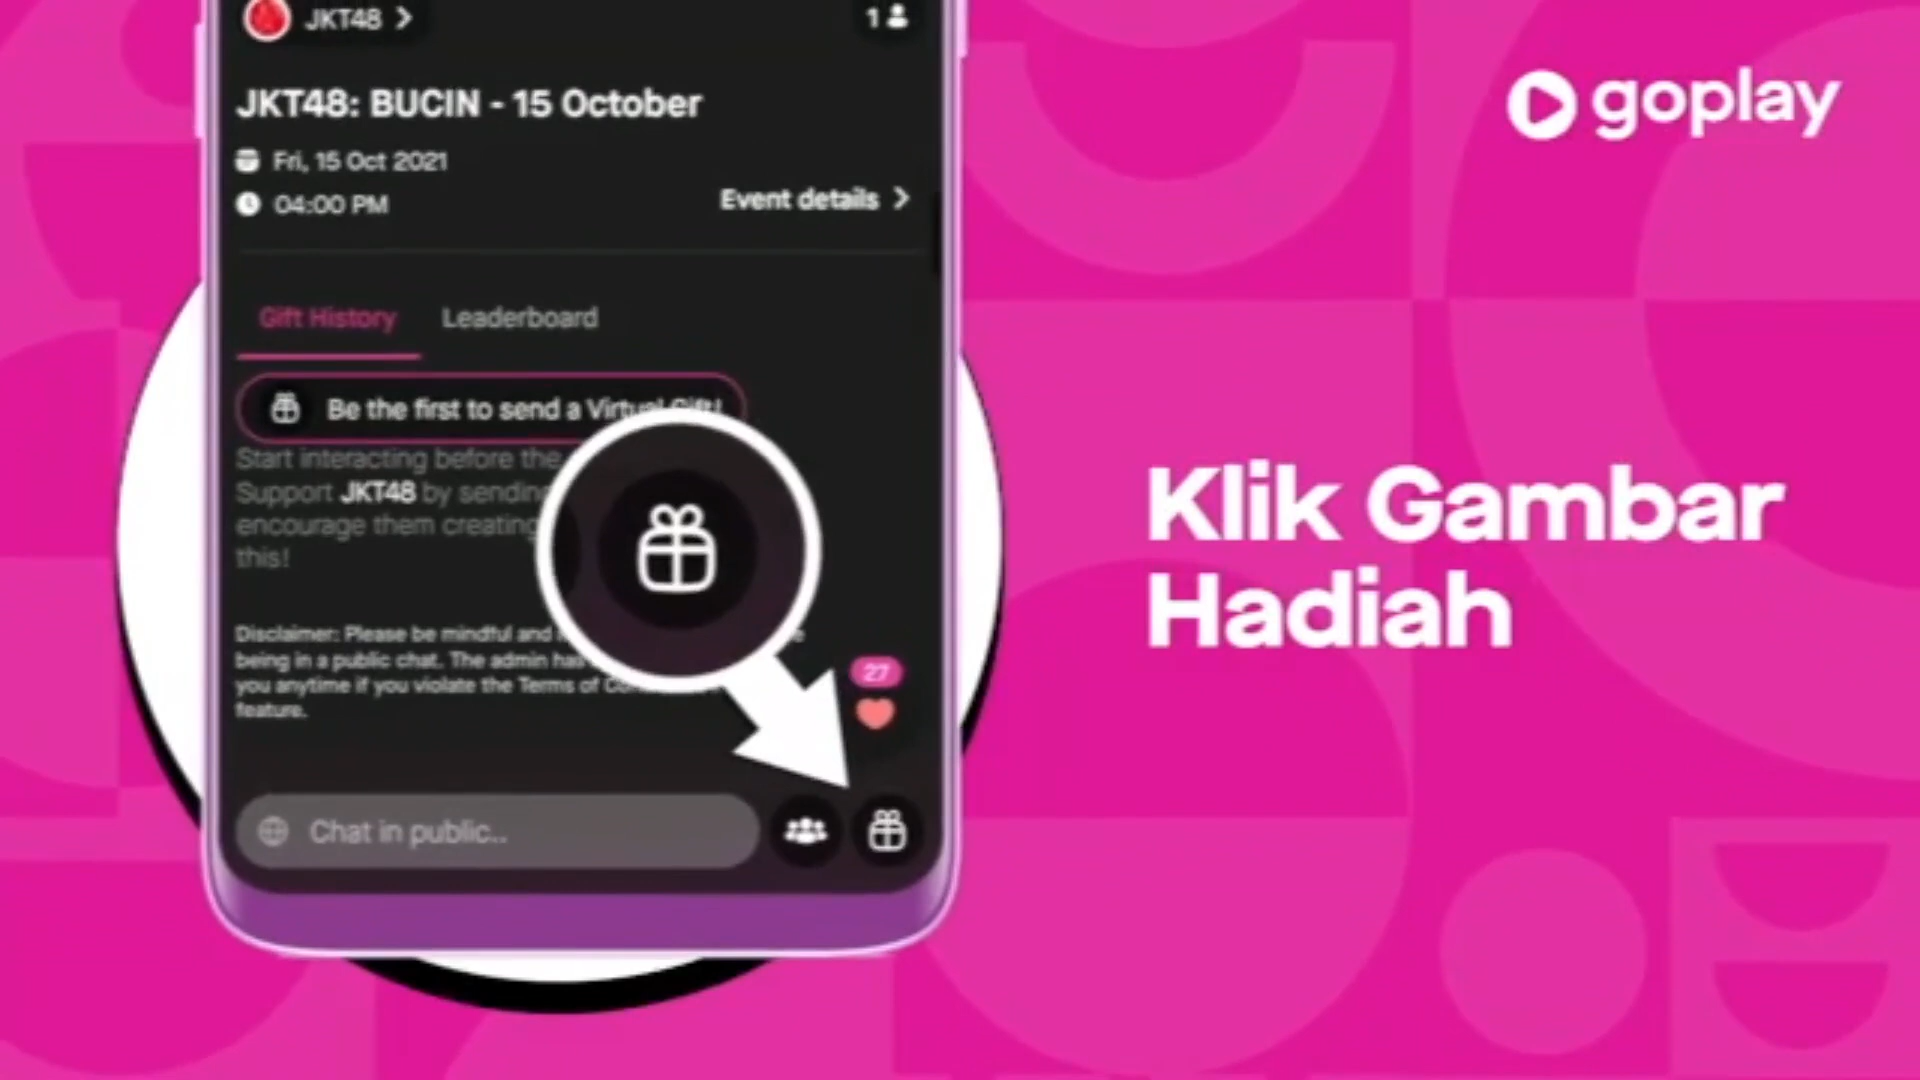 JKT48
1
goplay
JKT48: BUCIN - 15 October
Fri, 15 Oct 2021
04:00 PM
Event details
Gift History
Leaderboard
Be the first to send a Virtual Gift!
Start interacting before the
Support JKT48 by sending
encourage them creating
this!
Klik Gambar
Hadiah
Disclaimer: Please be mindful and
being in a public chat. The admin has
you anytime if you violate the Terms of
feature.
27
Chat in public..